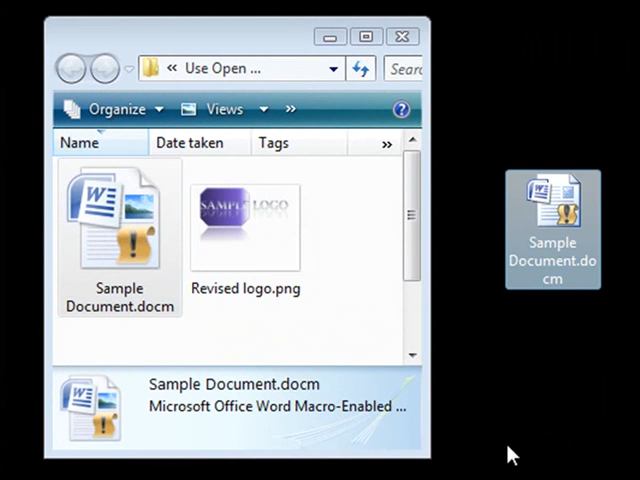 « Use Open ...
Sear
Organize
Views
»
?
Name
Date taken
Tags
»
SAMPLE LOGO
Sample
Document.docm
Revised logo.png
Sample Document.docm
Microsoft Office Word Macro-Enabled ...
Sample
Document.do
cm